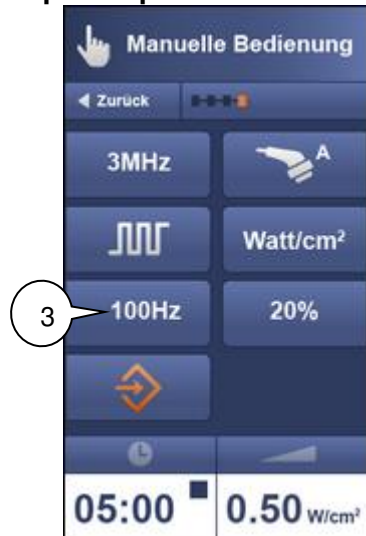 Manuelle Bedienung
Zurück
3MHz
A
Watt/cm²
3
100Hz
20%
05:00
0.50 W/cm²